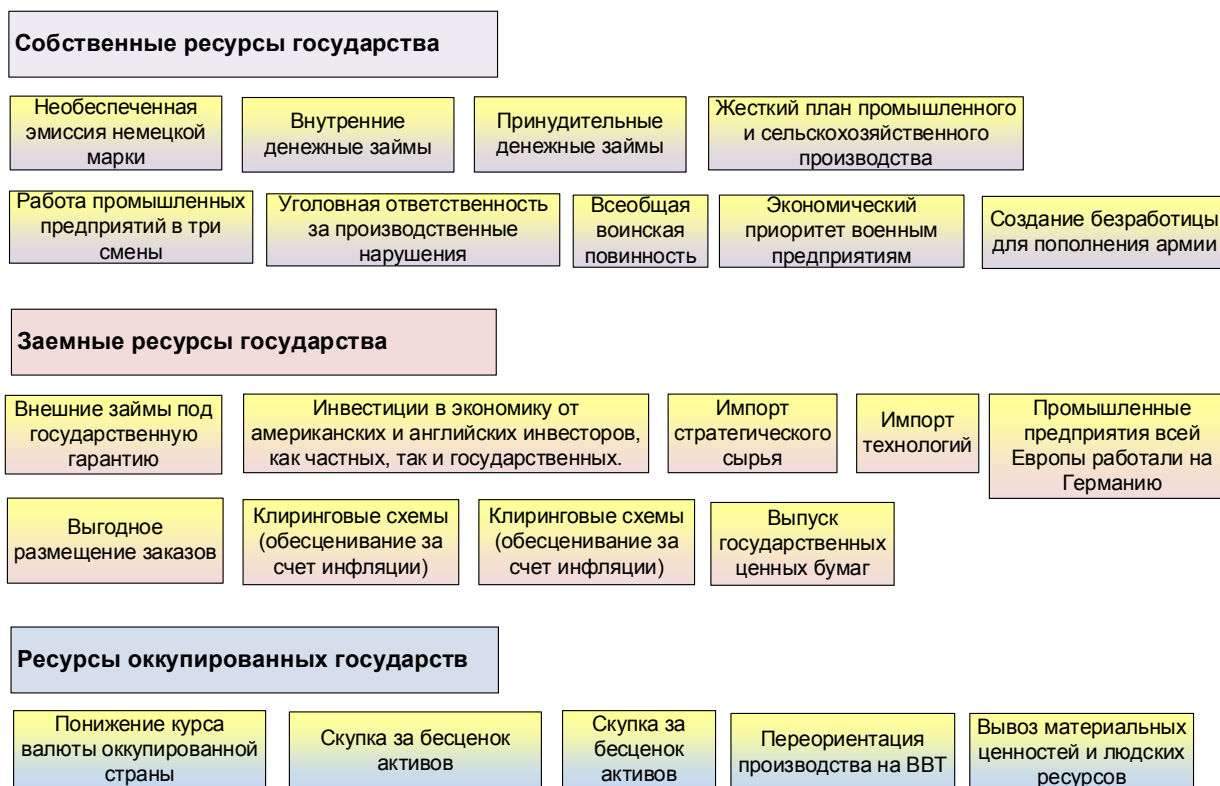 Собственные ресурсы государства
Необеспеченная
эмиссия немецкой
марки
Внутренние
денежные займы
Принудительные
денежные займы
Жесткий план промышленного
и сельскохозяйственного
производства
Работа промышленных
предприятий в три
смены
Уголовная ответственность
за производственные
нарушения
Всеобщая
воинская
повинность
Экономический
приоритет военным
предприятиям
Создание безработицы
для пополнения армии
Заемные ресурсы государства
Внешние займы под
государственную
гарантию
Инвестиции в экономику от
американских и английских инвесторов,
как частных, так и государственных.
Импорт
стратегического
сырья
Импорт
технологий
Промышленные
предприятия всей
Европы работали на
Германию
Выгодное
размещение заказов
Клиринговые схемы
(обесценивание за
счет инфляции)
Клиринговые схемы
(обесценивание за
счет инфляции)
Выпуск
государственных
ценных бумаг
Ресурсы оккупированных государств
Понижение курса
валюты оккупированной
страны
Скупка за бесценок
активов
Скупка за
бесценок
активов
Переориентация
производства на ВВТ
Вывоз материальных
ценностей и людских
ресурсов